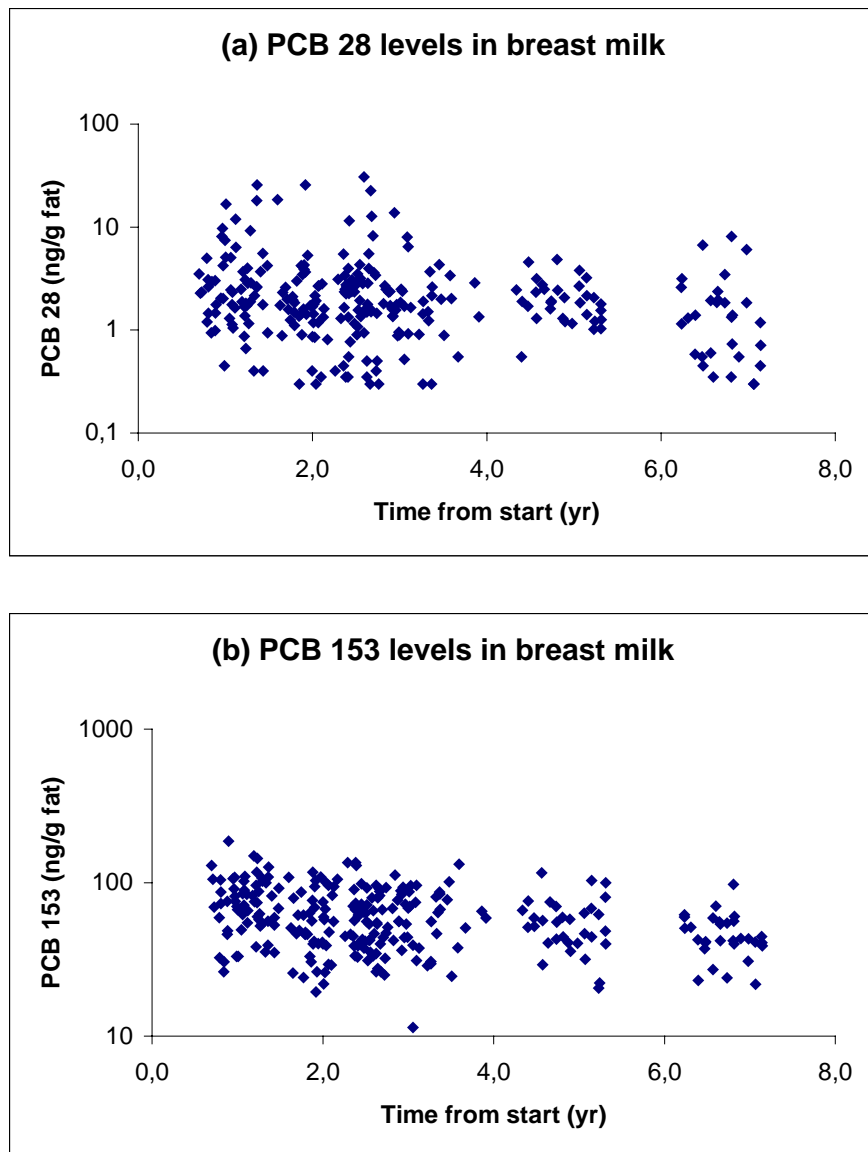 (a) PCB 28 levels in breast milk
100
10
1
0,1
PCB 28 (ng/g fat)
0,0 2,0 4,0 6,0 8,0
Time from start (yr)
(b) PCB 153 levels in breast milk
1000
100
10
PCB 153 (ng/g fat)
0,0 2,0 4,0 6,0 8,0
Time from start (yr)